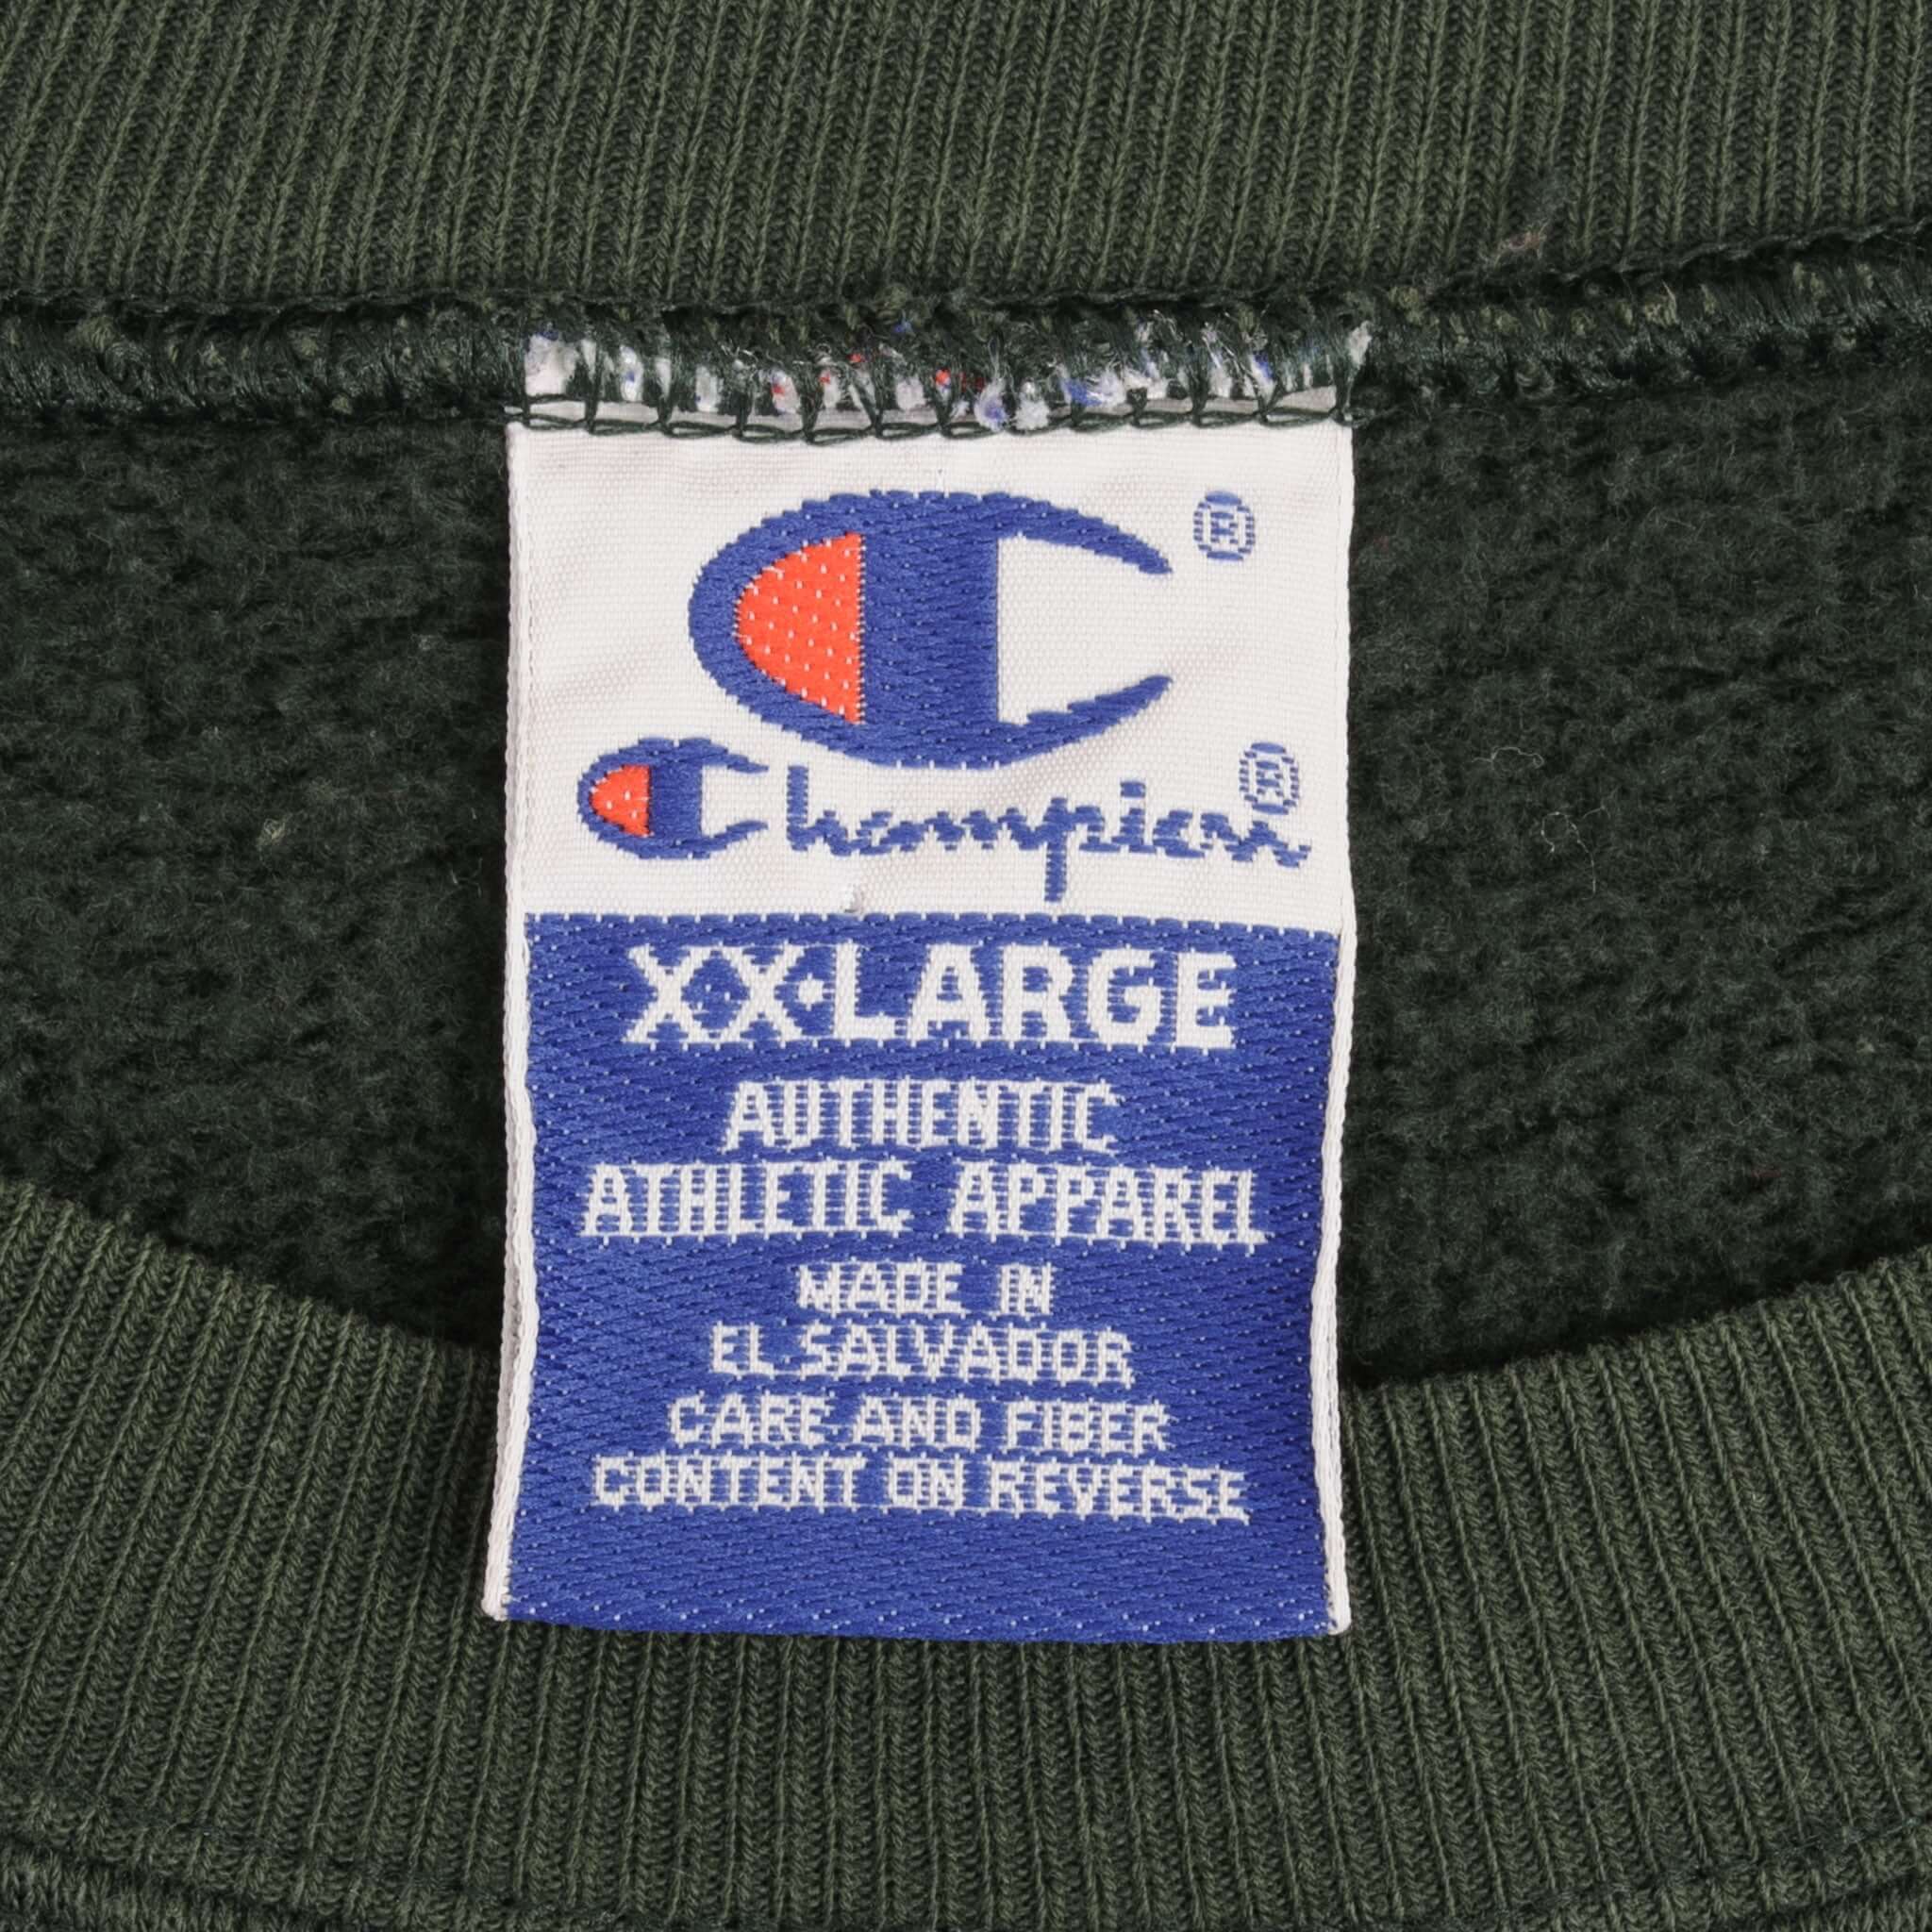 C®
Champion®
XX•LARGE
AUTHENTIC
ATHLETIC APPAREL
MADE IN
EL SALVADOR
CARE AND FIBER
CONTENT ON REVERSE